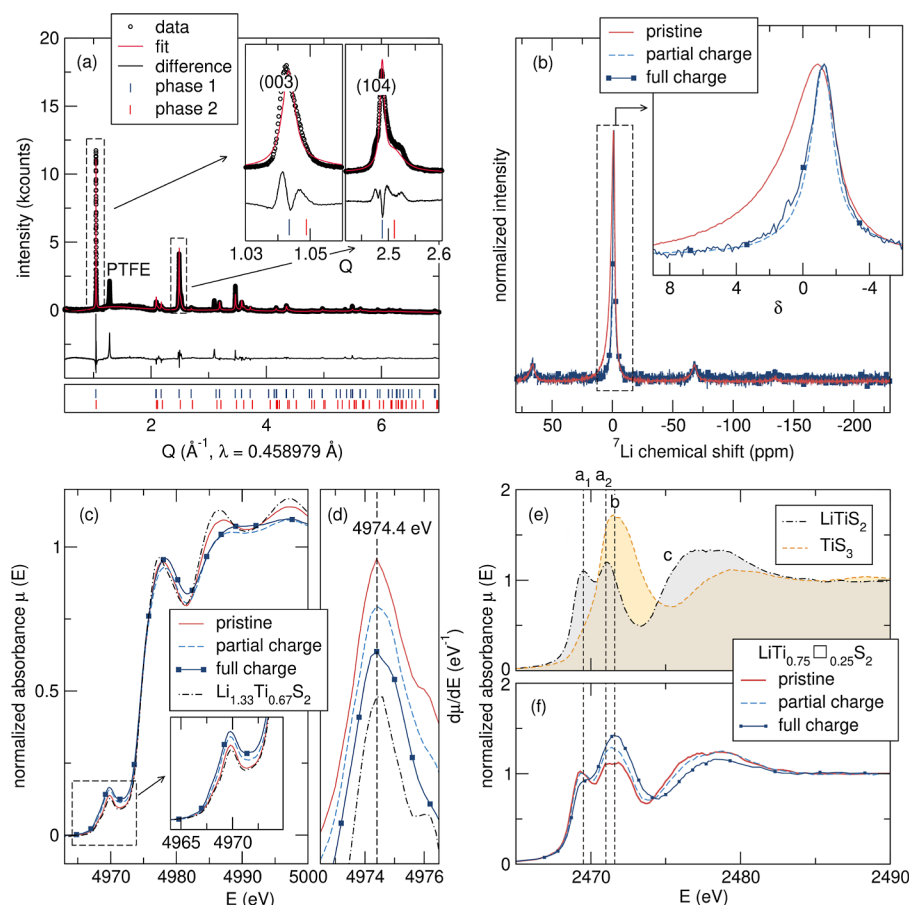 data
fit
difference
phase 1
phase 2
(a)
(003)
(104)
1.03
1.05
2.5
2.6
Q
PTFE
20
18
15
13
10
8
5
3
0
intensity (kcounts)
2
4
6
Q (Å⁻¹, λ = 0.458979 Å)
pristine
partial charge
full charge
(b)
normalized intensity
8
4
0
-4
δ
50
0
-50
-100
-150
-200
⁷Li chemical shift (ppm)
(c)
1
0.5
0
normalized absorbance μ (E)
pristine
partial charge
full charge
Li₁.₃₃Ti₀.₆₇S₂
4965
4970
4970
4980
4990
5000
E (eV)
(d)
4974.4 eV
4974
4976
E (eV)
dμ/dE (eV⁻¹)
a₁ a₂
b
c
(e)
LiTiS₂
TiS₃
2
1
0
normalized absorbance μ (E)
LiTi₀.₇₅□₀.₂₅S₂
pristine
partial charge
full charge
(f)
2
1
0
2470
2480
2490
E (eV)